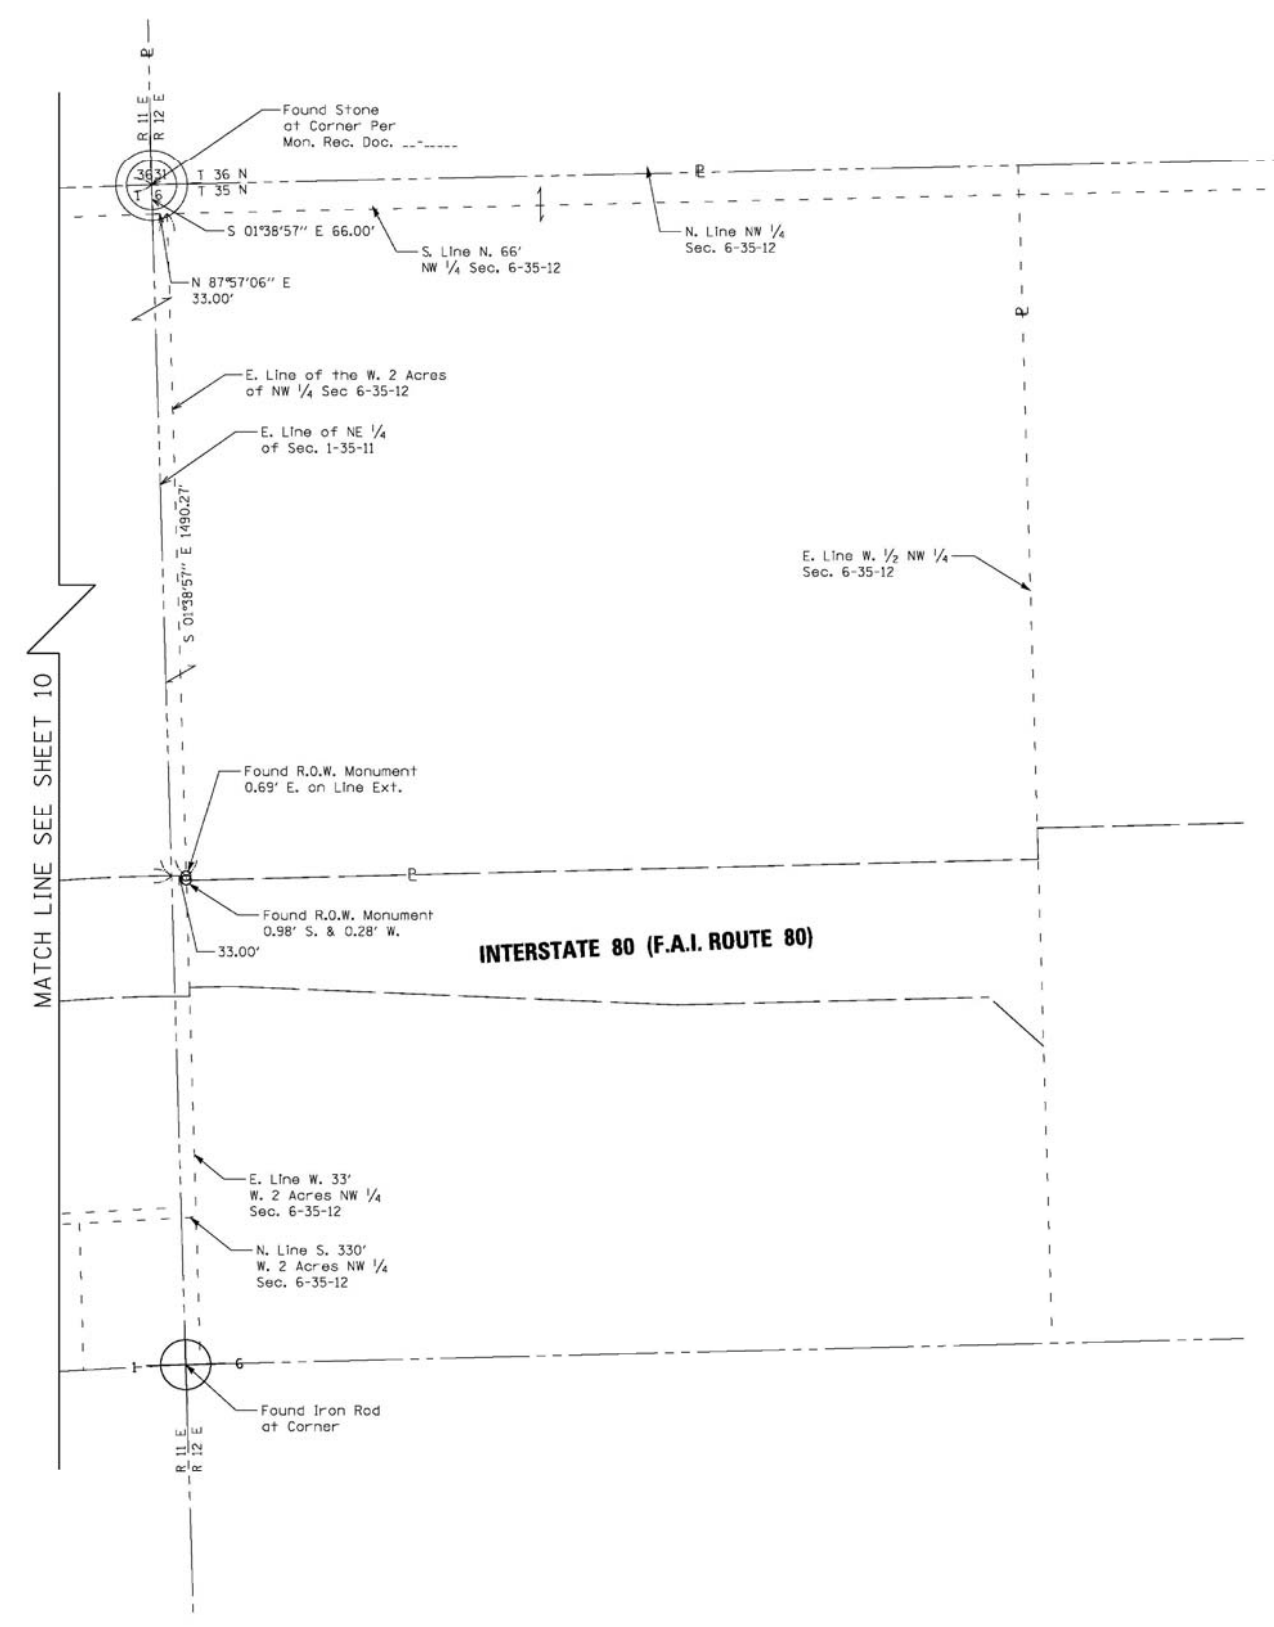 P
R 11 E
R 12 E
Found Stone
at Corner Per
Mon. Rec. Doc. __-_____
36 31
1 6
T 36 N
T 35 N
P
S 01°38'57" E 66.00'
N. Line NW 1/4
Sec. 6-35-12
S. Line N. 66'
NW 1/4 Sec. 6-35-12
N 87°57'06" E
33.00'
P
E. Line of the W. 2 Acres
of NW 1/4 Sec 6-35-12
E. Line of NE 1/4
of Sec. 1-35-11
S 01°38'57" E 1490.27'
E. Line W. 1/2 NW 1/4
Sec. 6-35-12
MATCH LINE SEE SHEET 10
Found R.O.W. Monument
0.69' E. on Line Ext.
P
Found R.O.W. Monument
0.98' S. & 0.28' W.
33.00'
INTERSTATE 80 (F.A.I. ROUTE 80)
E. Line W. 33'
W. 2 Acres NW 1/4
Sec. 6-35-12
N. Line S. 330'
W. 2 Acres NW 1/4
Sec. 6-35-12
1 6
Found Iron Rod
at Corner
R 11 E
R 12 E